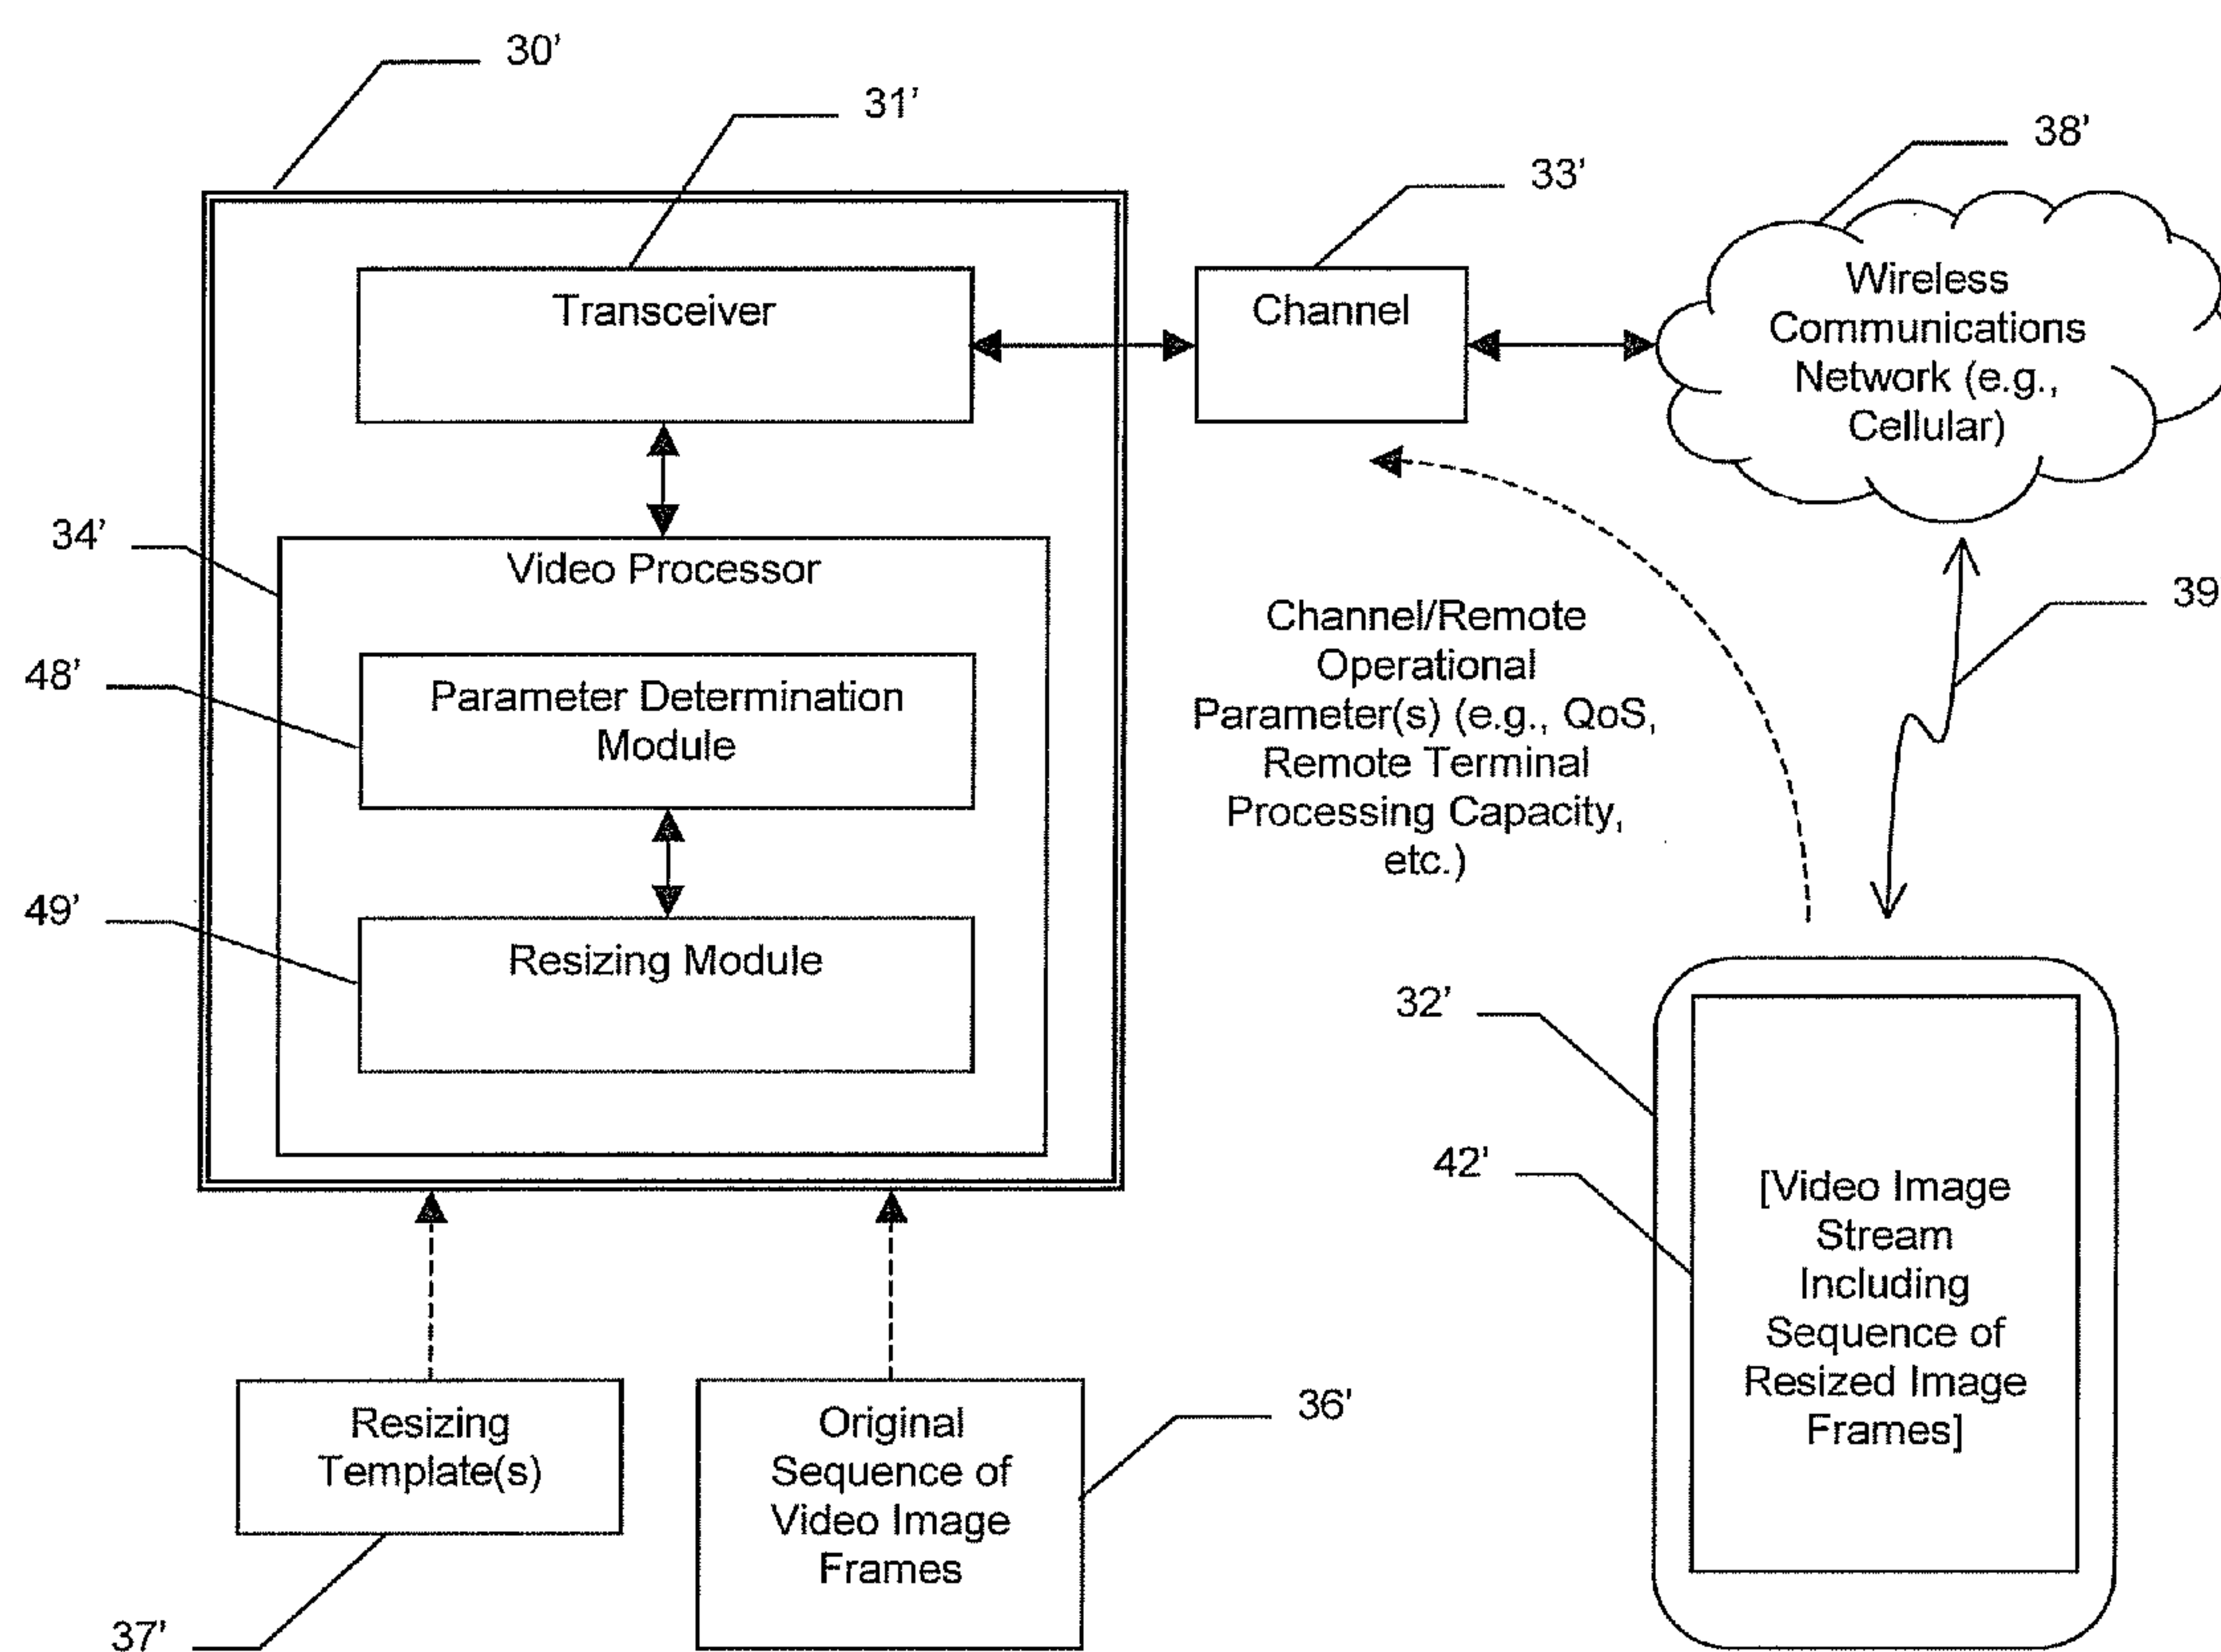 30’
31’
38’
33’
Transceiver
Channel
Wireless
Communications
Network (e.g.,
Cellular)
34’
Video Processor
39
48’
Parameter Determination
Module
Channel/Remote
Operational
Parameter(s) (e.g., QoS,
Remote Terminal
Processing Capacity,
etc.)
49’
Resizing Module
32’
42’
[Video Image
Stream
Including
Sequence of
Resized Image
Frames]
Resizing
Template(s)
Original
Sequence of
Video Image
Frames
36’
37’